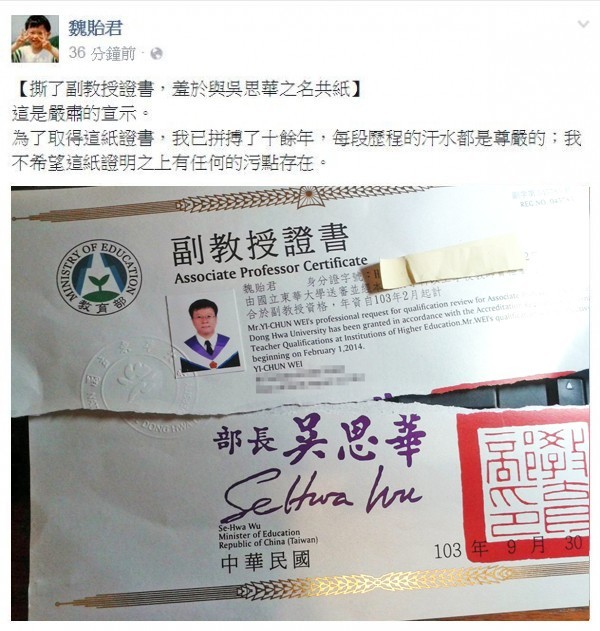 魏貽君
36 分鐘前
【撕了副教授證書，羞於與吳思華之名共紙】
這是嚴肅的宣示。
為了取得這紙證書，我已拼搏了十餘年，每段歷程的汗水都是尊嚴的；我
不希望這紙證明之上有任何的污點存在。
MINISTRY OF EDUCATION
教育部
副教授證書
Associate Professor Certificate
魏貽君 身分證字號：
由國立東華大學送審並經
合於副教授資格，年資自103年2月起計
Mr.YI-CHUN WEI's professional request for qualification review for Associate
Dong Hwa University has been granted in accordance with the Accreditation
Teacher Qualifications at Institutions of Higher Education.Mr.WEI's
beginning on February 1,2014.
YI-CHUN WEI
部長 吳思華
SeHwa Wu
Se-Hwa Wu
Minister of Education
Republic of China (Taiwan)
中華民國
103 年 9 月 30